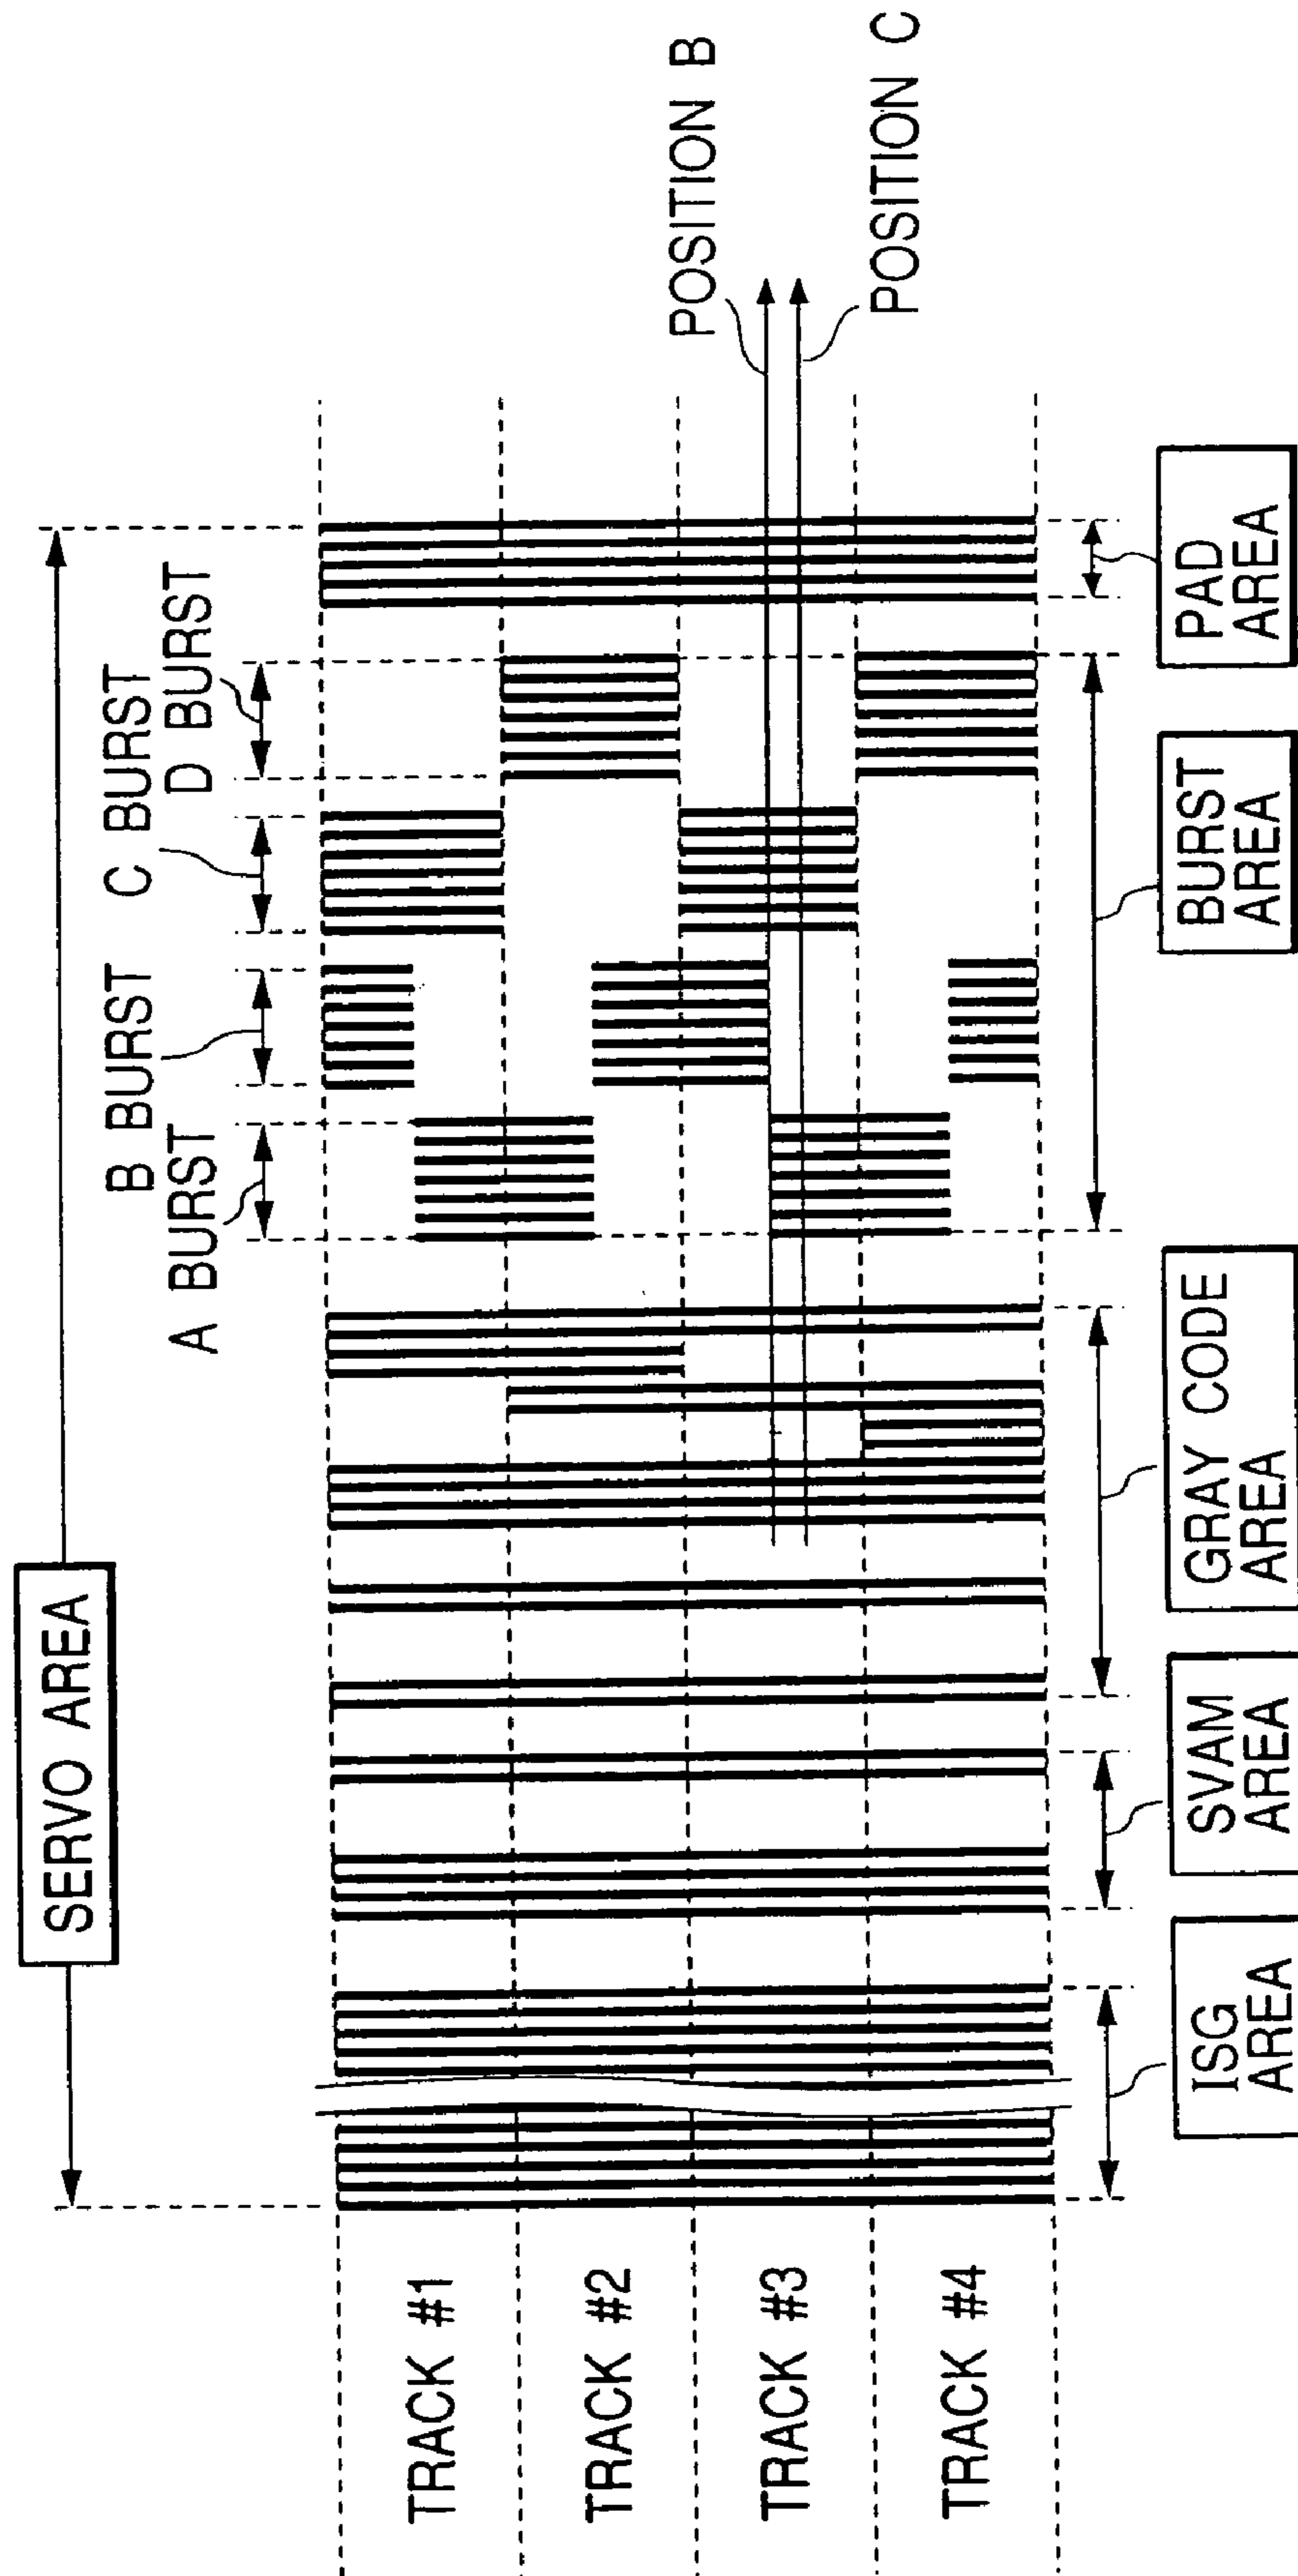 SERVO AREA
A BURST
B BURST
C BURST
D BURST
TRACK #1
TRACK #2
TRACK #3
TRACK #4
POSITION B
POSITION C
ISG
AREA
SVAM
AREA
GRAY CODE
AREA
BURST
AREA
PAD
AREA